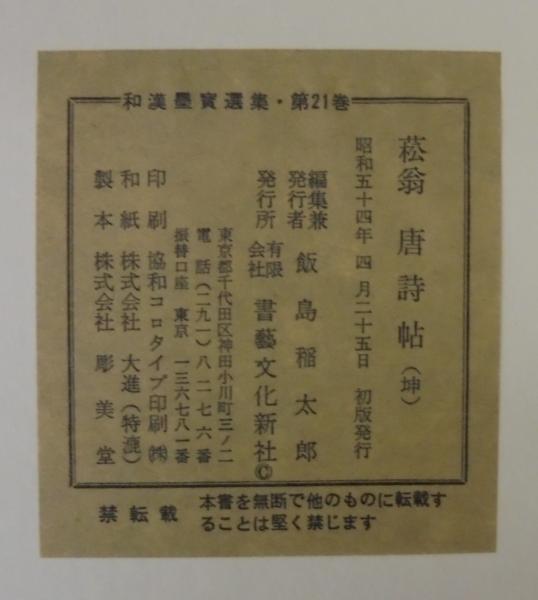 和漢墨寳選集・第21巻
菘翁 唐詩帖（坤）
昭和五十四年四月二十五日 初版発行
編集兼発行者 飯島稲太郎
発行所 有限会社 書藝文化新社©
東京都千代田区神田小川町三ノ二
電話（二九一）八二七六番
振替口座 東京 一三六七八一番
印刷 協和コロタイプ印刷㈱
和紙 株式会社 大進（特漉）
製本 株式会社 彫美堂
禁転載
本書を無断で他のものに転載す
ることは堅く禁じます